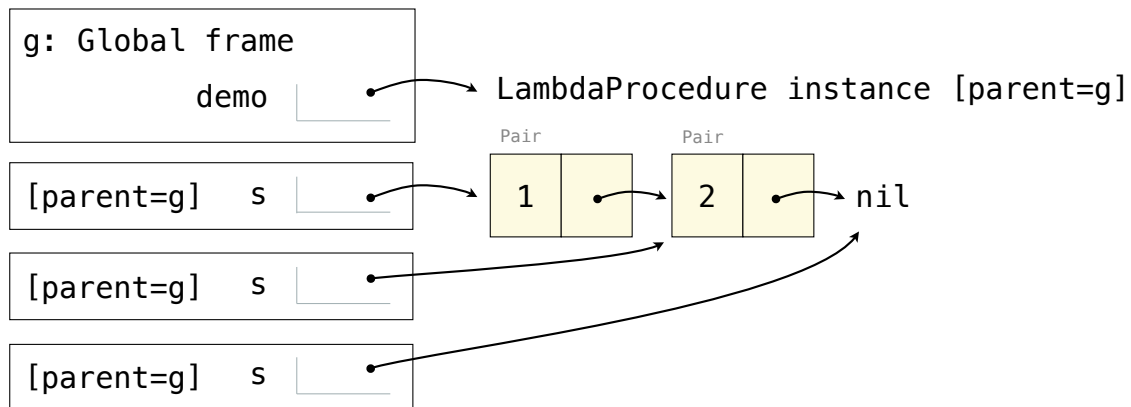 g: Global frame
demo
LambdaProcedure instance [parent=g]
Pair
Pair
[parent=g] s
1
2
nil
[parent=g] s
[parent=g] s